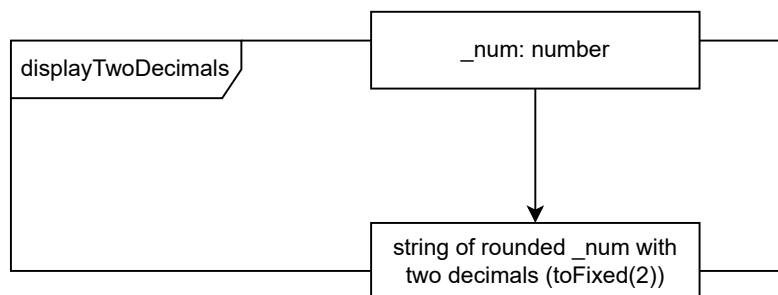 _num: number
displayTwoDecimals
string of rounded _num with
two decimals (toFixed(2))